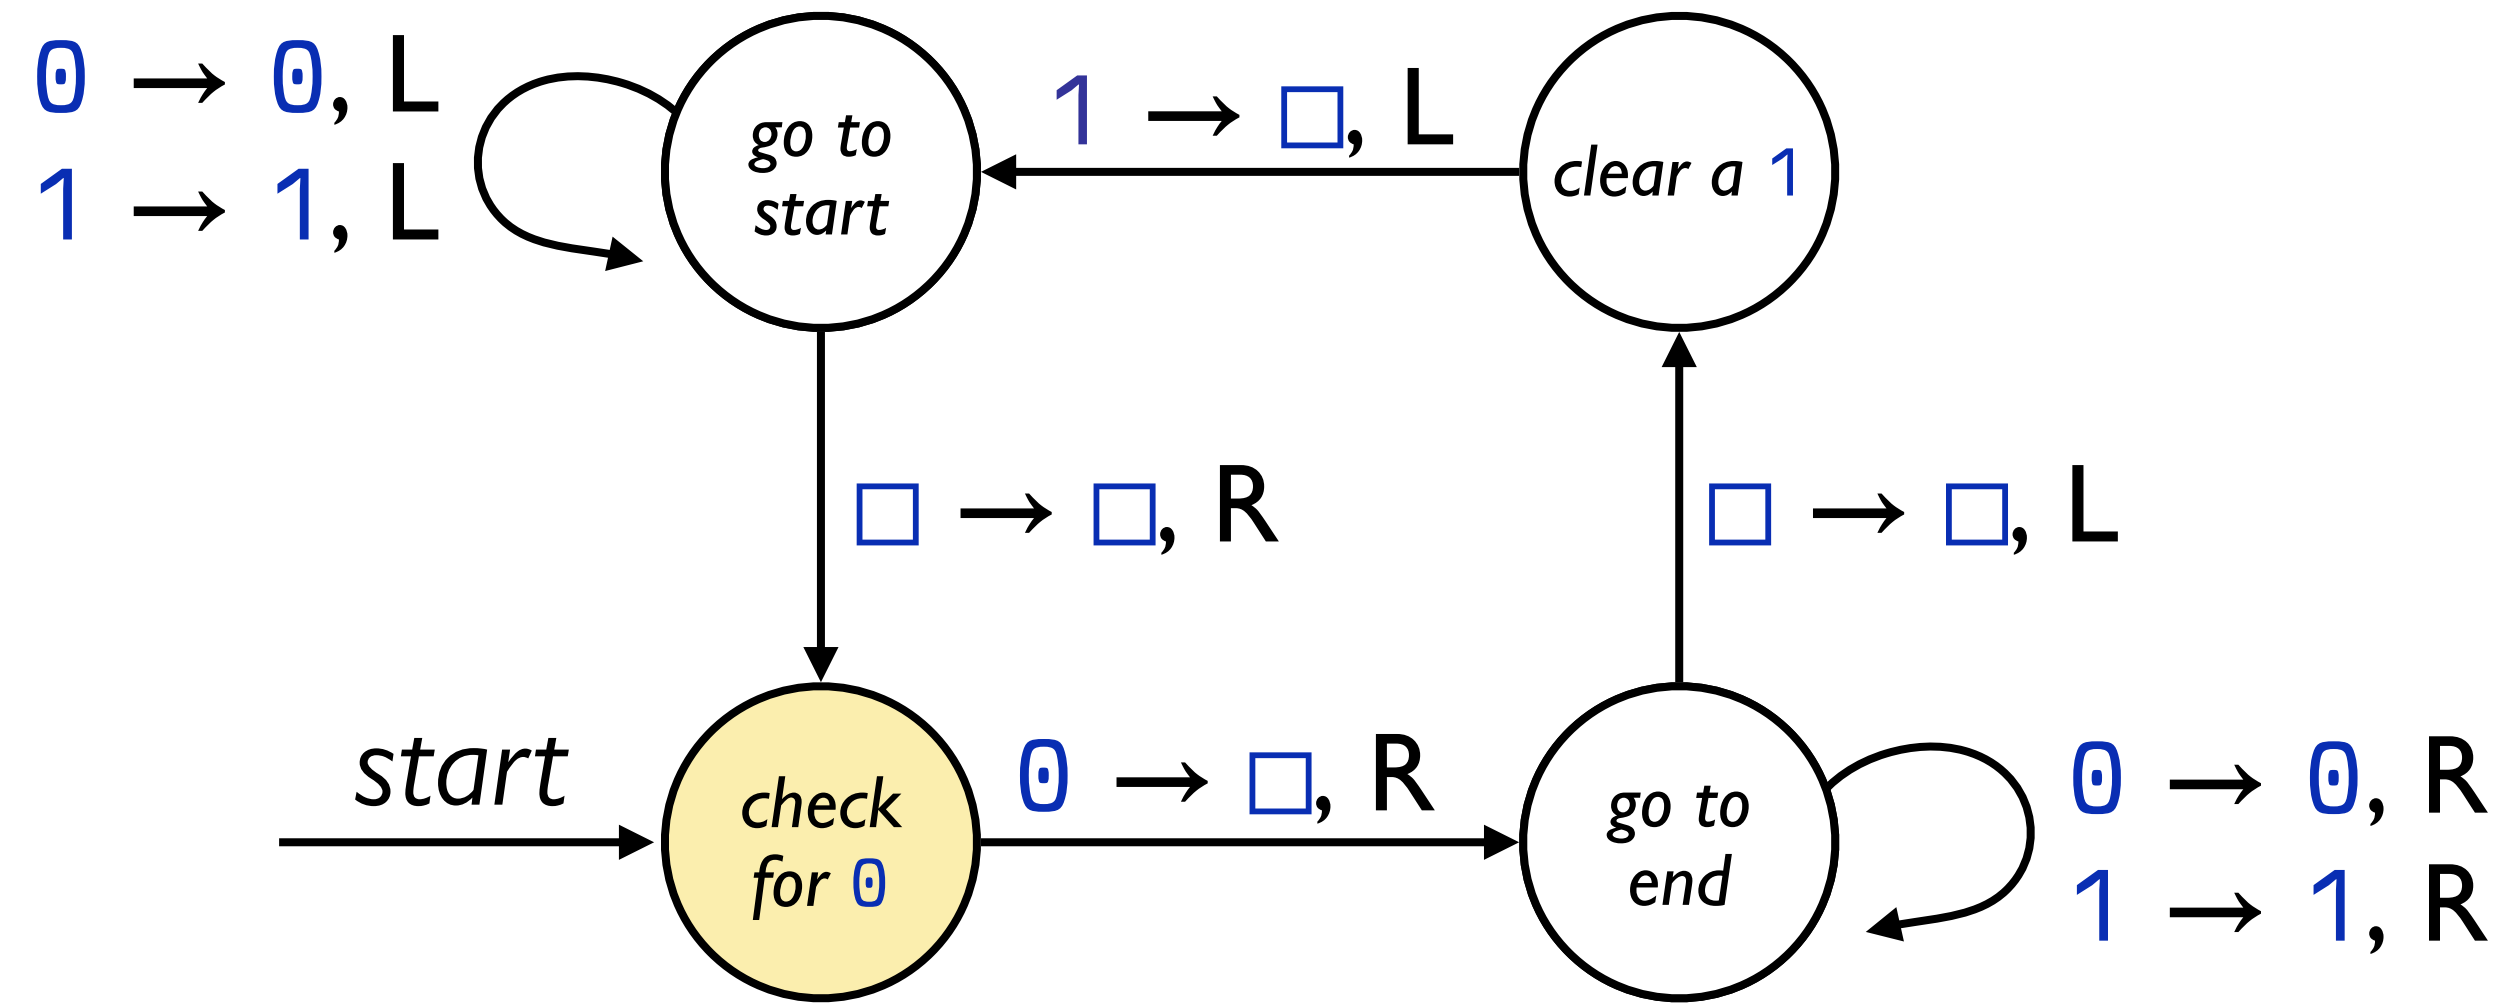 0 → 0, L
1 → 1, L
go to
start
1 → □, L
clear a 1
□ → □, R
□ → □, L
start
check
for 0
0 → □, R
go to
end
0 → 0, R
1 → 1, R